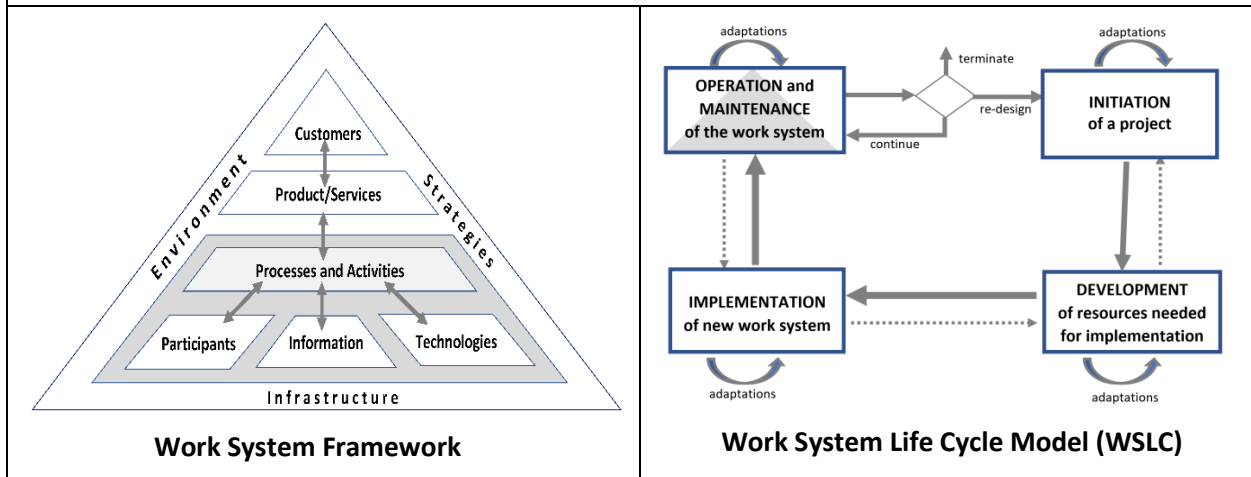 Customers
Product/Services
Environment
Strategies
Processes and Activities
Participants
Information
Technologies
Infrastructure
Work System Framework
adaptations
OPERATION and
MAINTENANCE
of the work system
terminate
re-design
continue
adaptations
INITIATION
of a project
IMPLEMENTATION
of new work system
adaptations
DEVELOPMENT
of resources needed
for implementation
adaptations
Work System Life Cycle Model (WSLC)